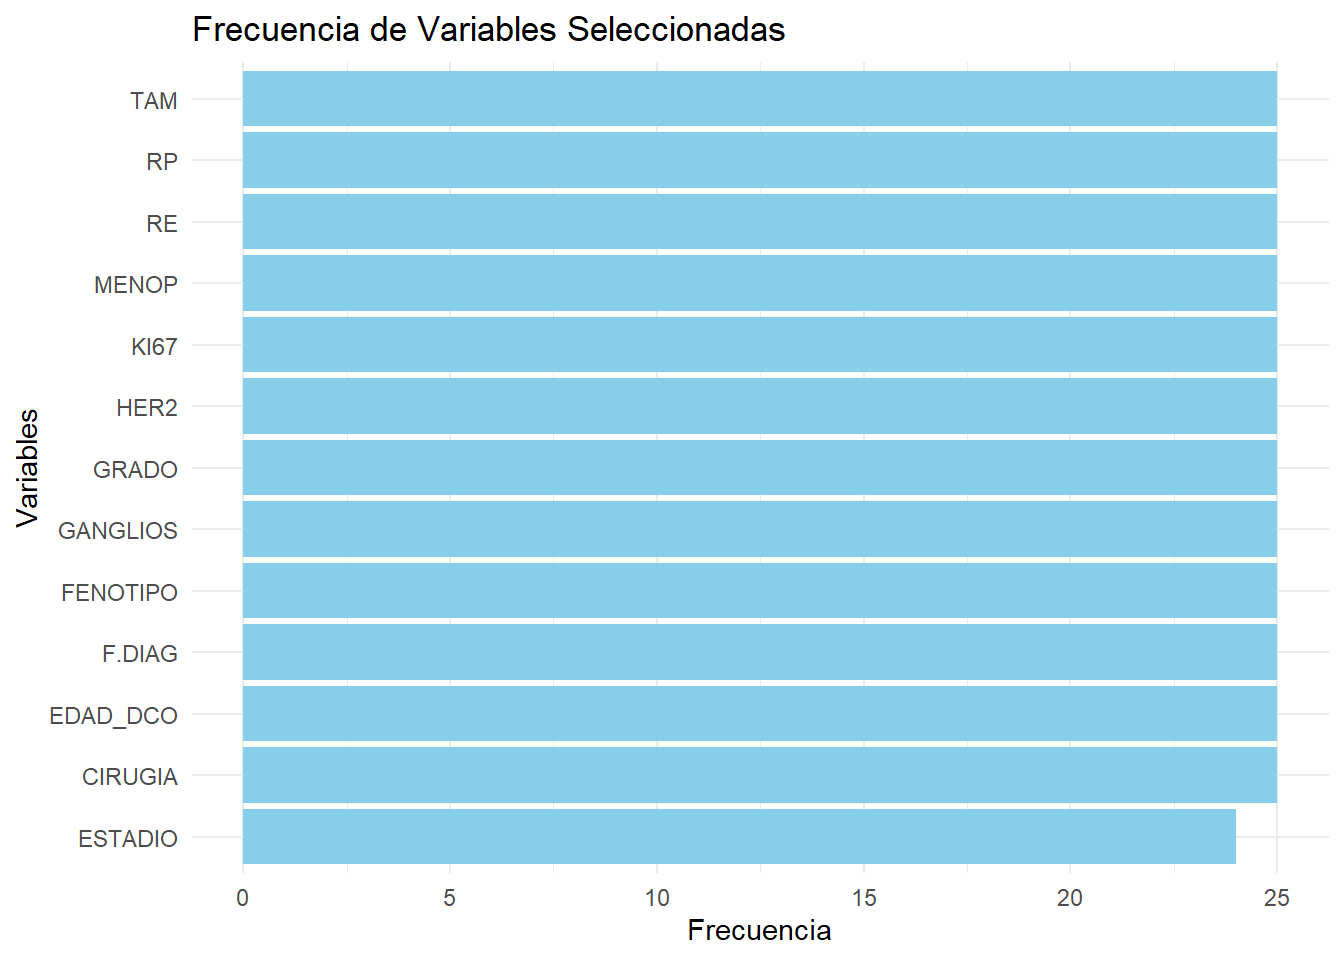 Frecuencia de Variables Seleccionadas
TAM
RP
RE
MENOP
KI67
HER2
GRADO
GANGLIOS
FENOTIPO
F.DIAG
EDAD_DCO
CIRUGIA
ESTADIO
Variables
0 5 10 15 20 25
Frecuencia